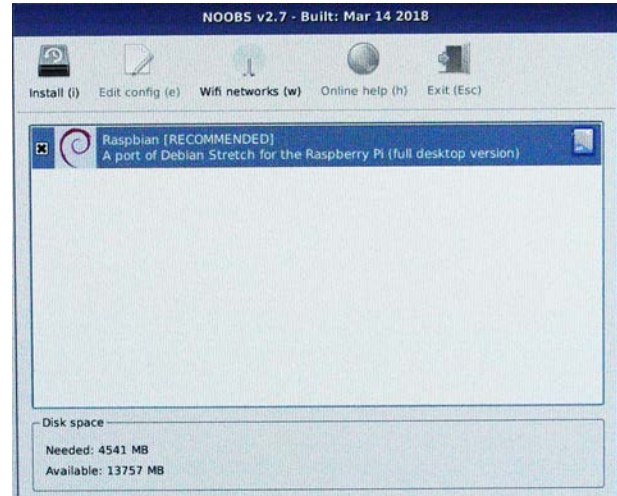 NOOBS v2.7 - Built: Mar 14 2018
Install (i) Edit config (e) Wifi networks (w) Online help (h) Exit (Esc)
Raspbian [RECOMMENDED]
A port of Debian Stretch for the Raspberry Pi (full desktop version)
Disk space
Needed: 4541 MB
Available: 13757 MB